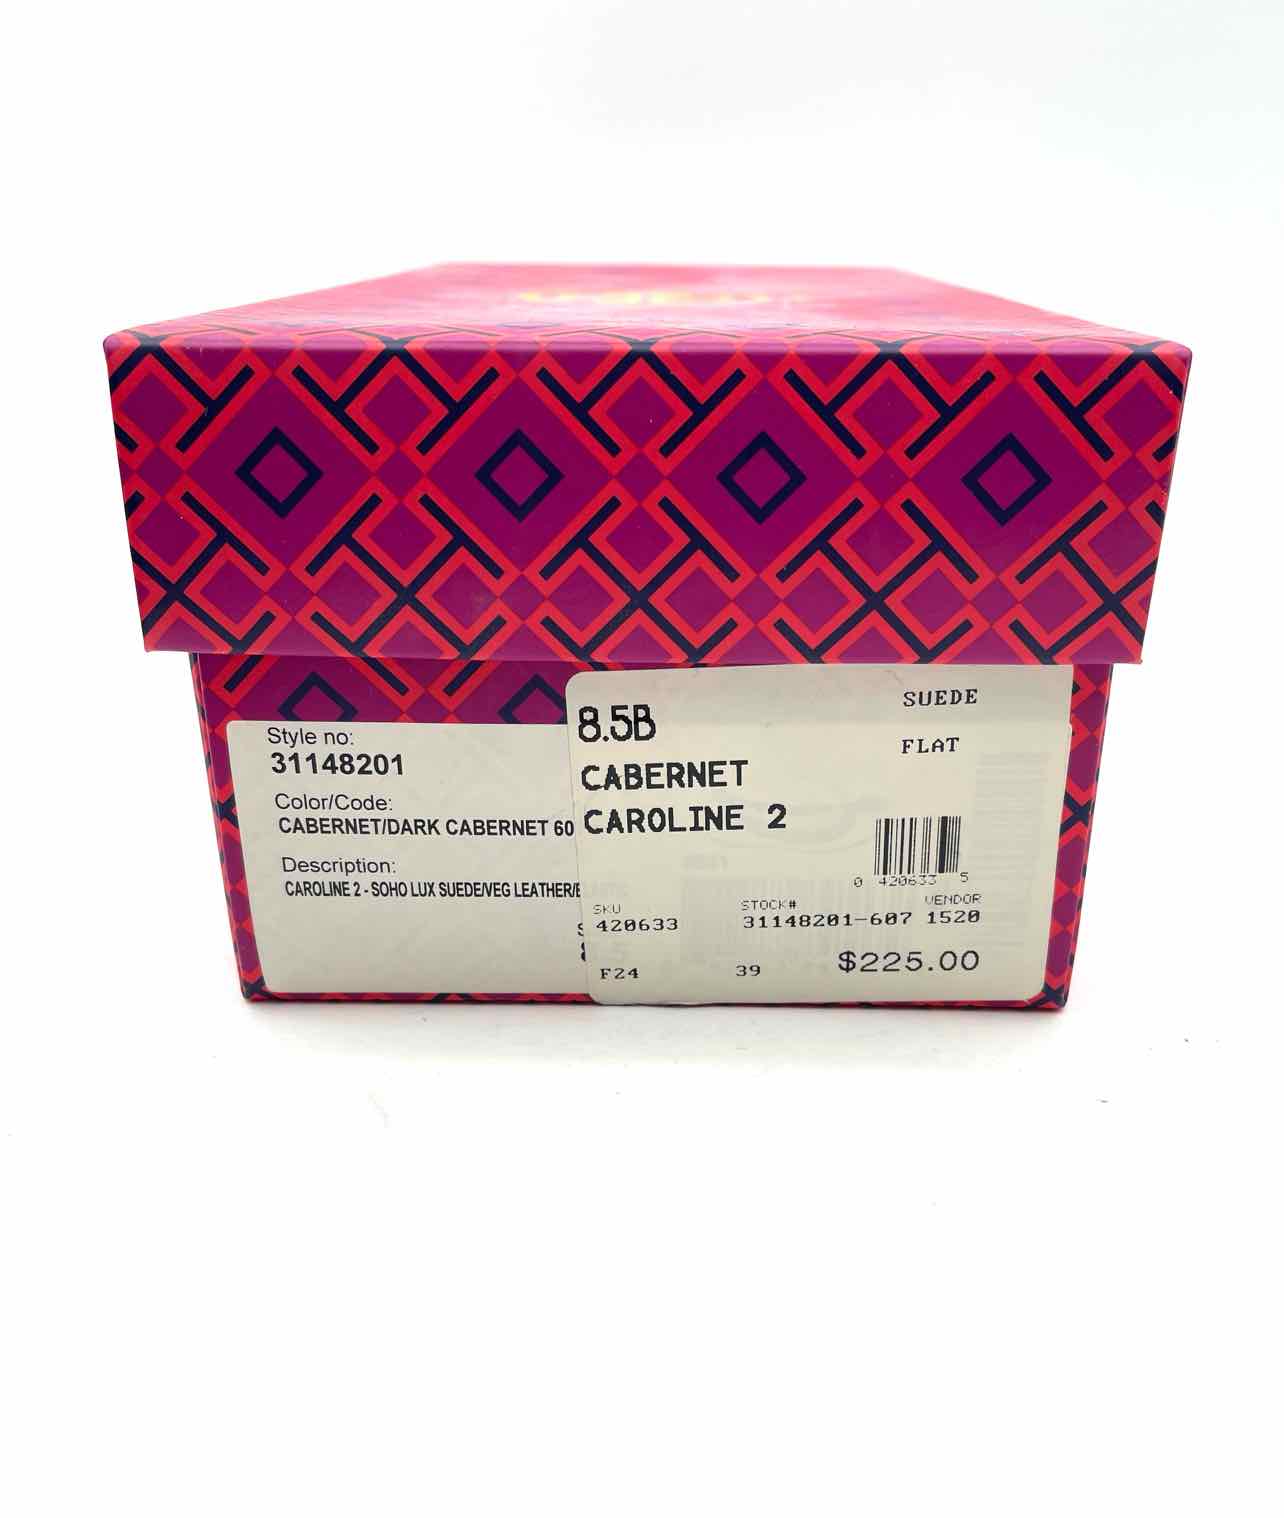 Style no:
31148201
Color/Code:
CABERNET/DARK CABERNET 60
Description:
CAROLINE 2 - SOHO LUX SUEDE/VEG LEATHER/E
8.5B
SUEDE
CABERNET
FLAT
CAROLINE 2
0 420633 5
SKU STOCK# VENDOR
420633 31148201-607 1520
F24 39 $225.00